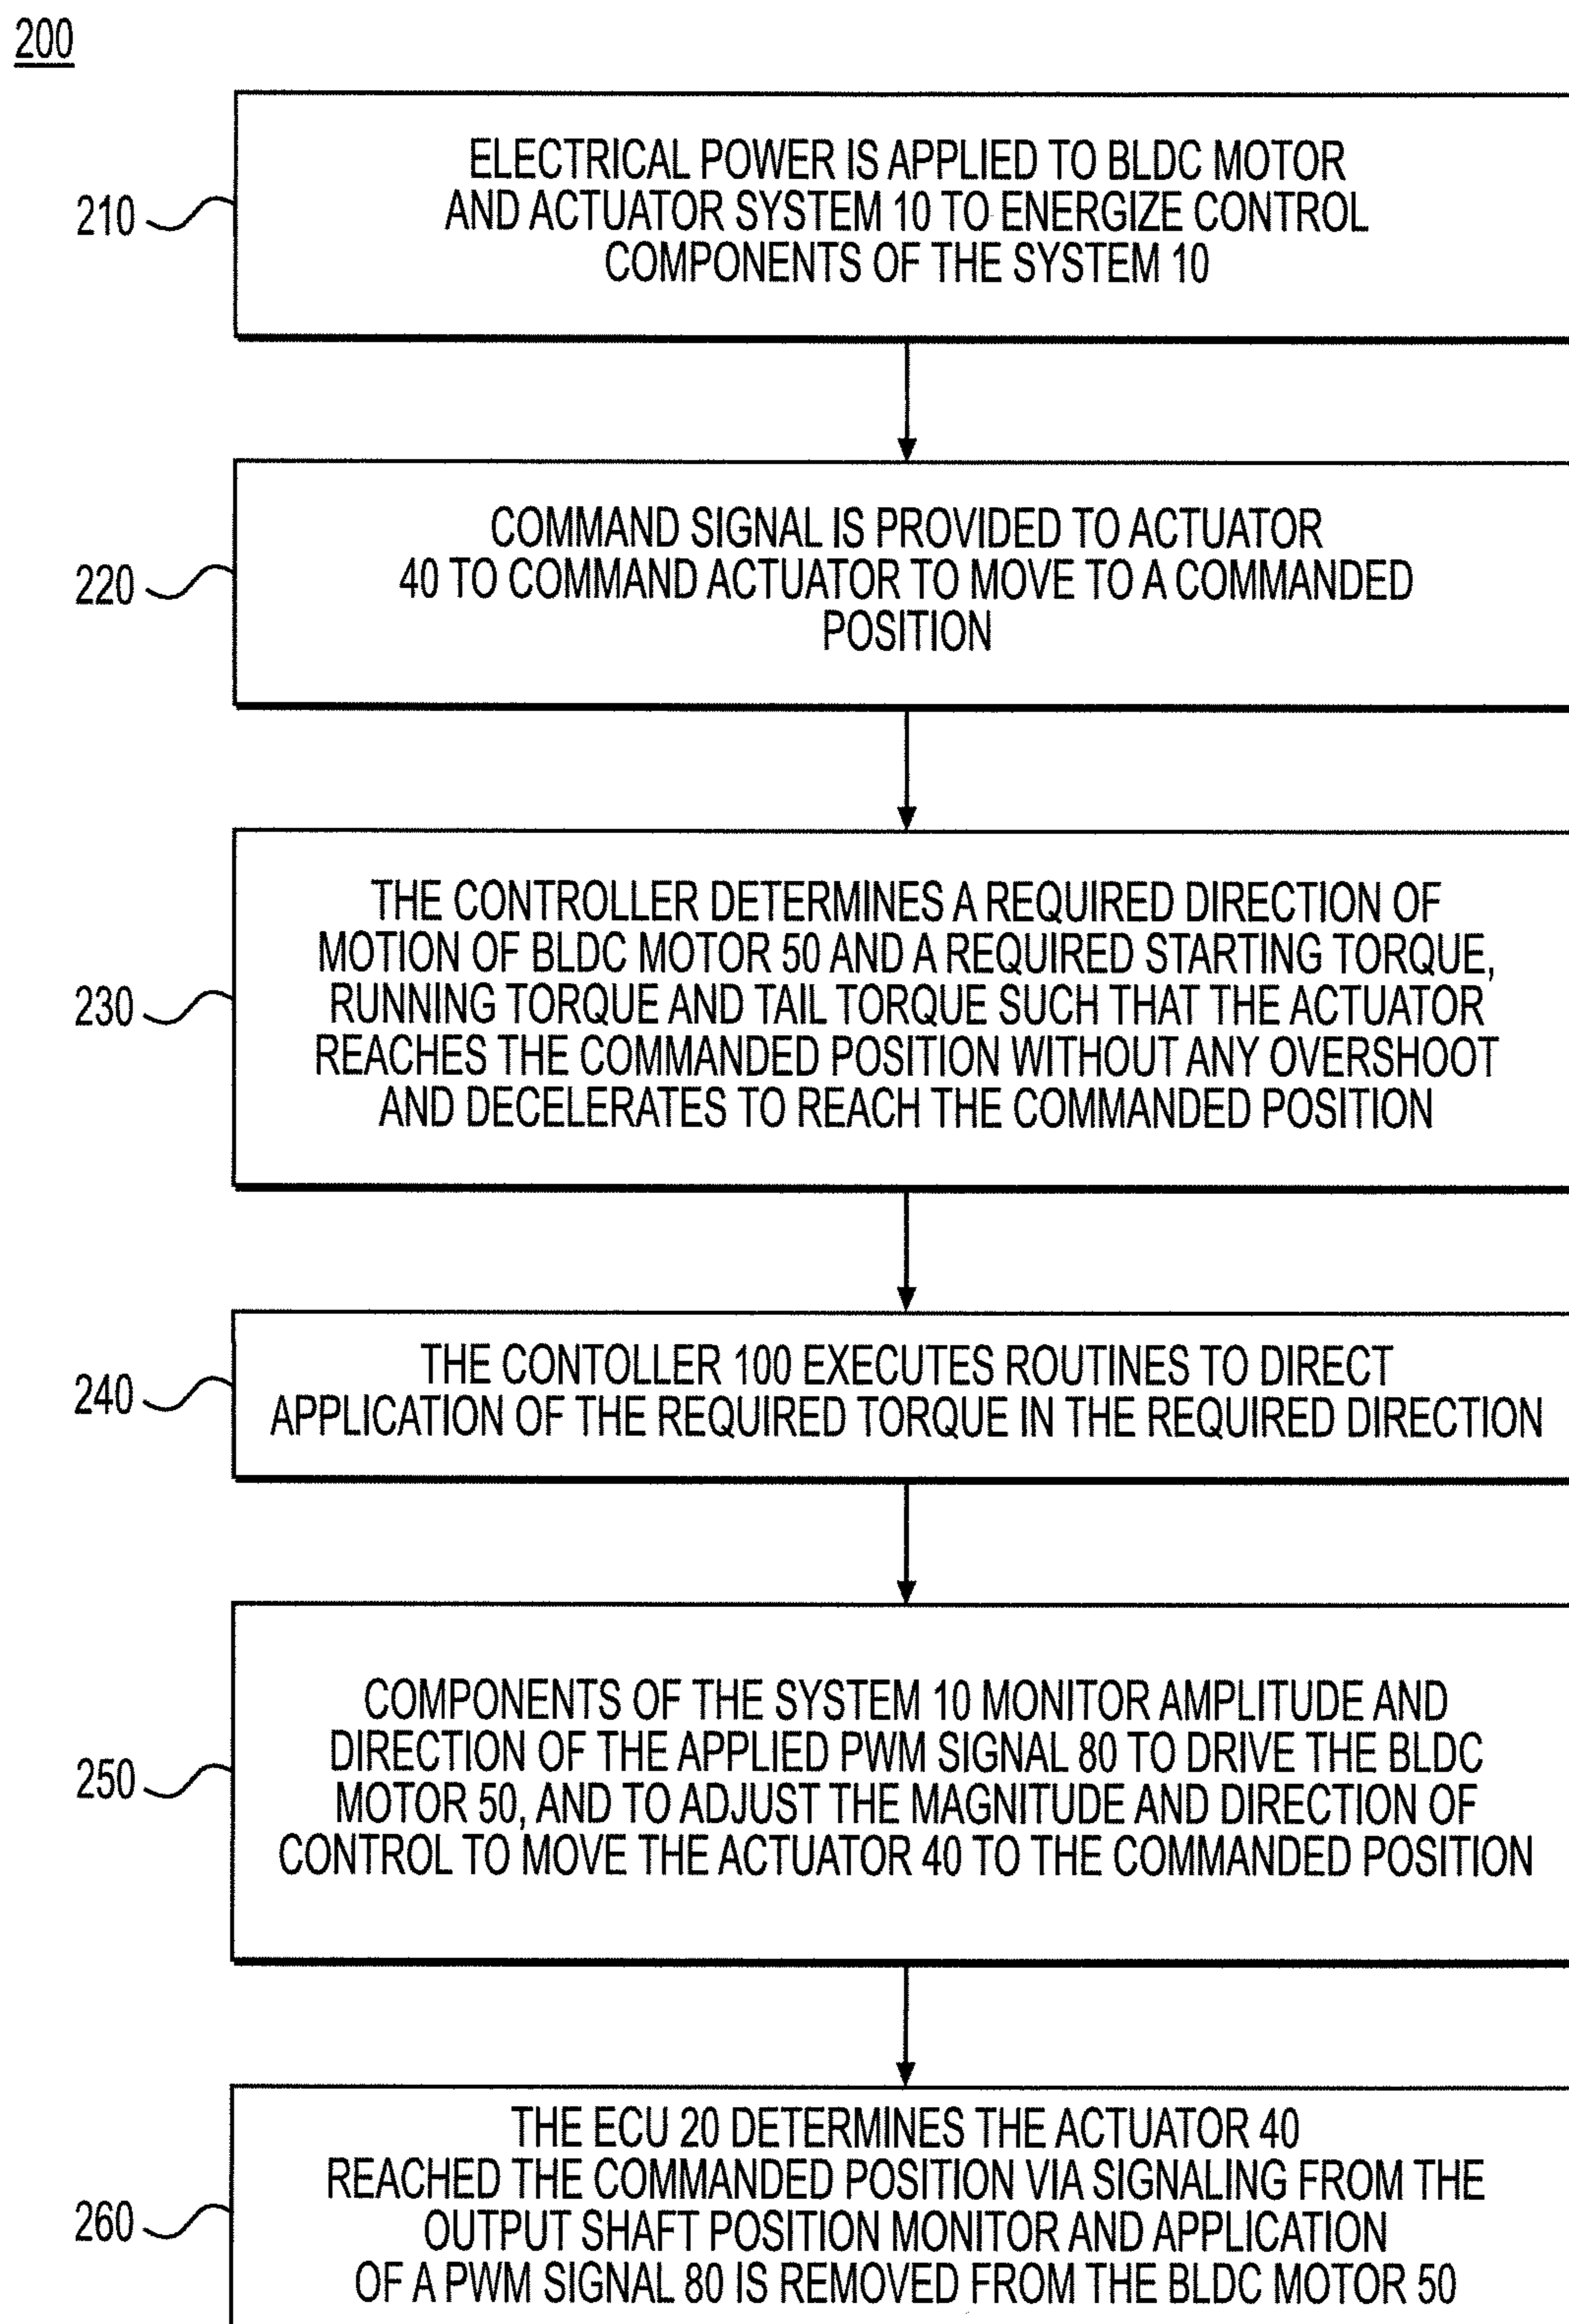 200
210
ELECTRICAL POWER IS APPLIED TO BLDC MOTOR
AND ACTUATOR SYSTEM 10 TO ENERGIZE CONTROL
COMPONENTS OF THE SYSTEM 10
220
COMMAND SIGNAL IS PROVIDED TO ACTUATOR
40 TO COMMAND ACTUATOR TO MOVE TO A COMMANDED
POSITION
230
THE CONTROLLER DETERMINES A REQUIRED DIRECTION OF
MOTION OF BLDC MOTOR 50 AND A REQUIRED STARTING TORQUE,
RUNNING TORQUE AND TAIL TORQUE SUCH THAT THE ACTUATOR
REACHES THE COMMANDED POSITION WITHOUT ANY OVERSHOOT
AND DECELERATES TO REACH THE COMMANDED POSITION
240
THE CONTOLLER 100 EXECUTES ROUTINES TO DIRECT
APPLICATION OF THE REQUIRED TORQUE IN THE REQUIRED DIRECTION
250
COMPONENTS OF THE SYSTEM 10 MONITOR AMPLITUDE AND
DIRECTION OF THE APPLIED PWM SIGNAL 80 TO DRIVE THE BLDC
MOTOR 50, AND TO ADJUST THE MAGNITUDE AND DIRECTION OF
CONTROL TO MOVE THE ACTUATOR 40 TO THE COMMANDED POSITION
260
THE ECU 20 DETERMINES THE ACTUATOR 40
REACHED THE COMMANDED POSITION VIA SIGNALING FROM THE
OUTPUT SHAFT POSITION MONITOR AND APPLICATION
OF A PWM SIGNAL 80 IS REMOVED FROM THE BLDC MOTOR 50